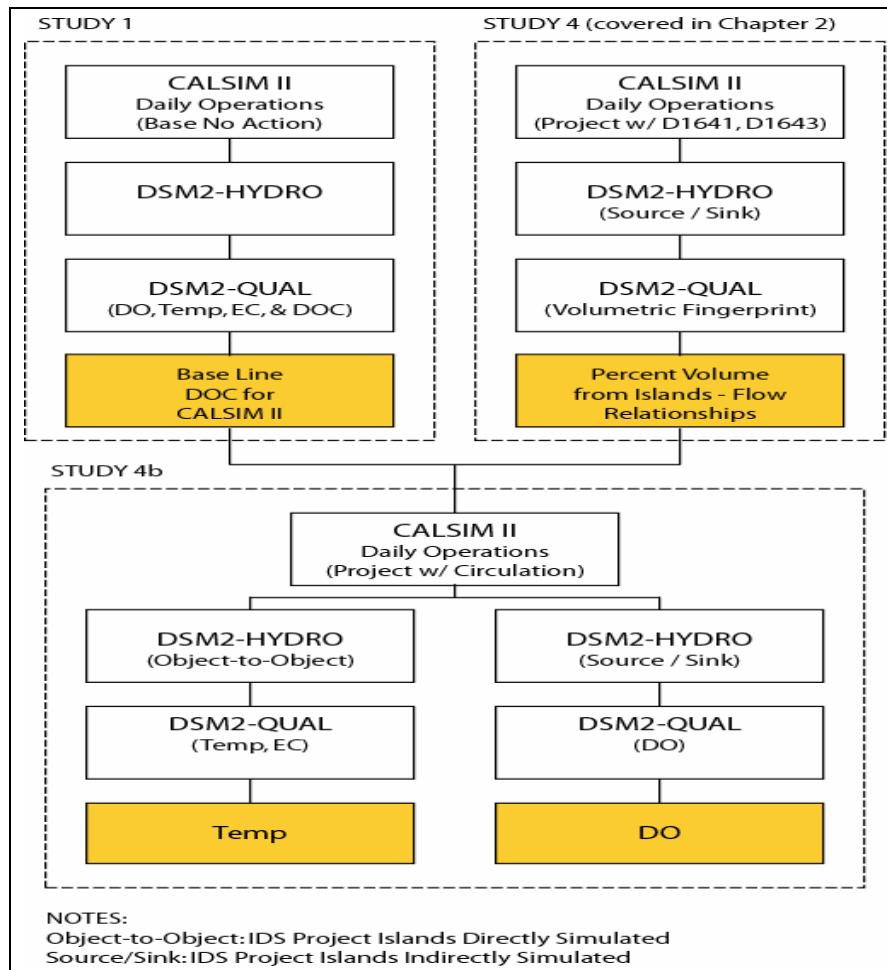 STUDY 1
CALSIM II
Daily Operations
(Base No Action)
DSM2-HYDRO
DSM2-QUAL
(DO, Temp, EC, & DOC)
Base Line
DOC for
CALSIM II
STUDY 4 (covered in Chapter 2)
CALSIM II
Daily Operations
(Project w/ D1641, D1643)
DSM2-HYDRO
(Source / Sink)
DSM2-QUAL
(Volumetric Fingerprint)
Percent Volume
from Islands - Flow
Relationships
STUDY 4b
CALSIM II
Daily Operations
(Project w/ Circulation)
DSM2-HYDRO
(Object-to-Object)
DSM2-QUAL
(Temp, EC)
Temp
DSM2-HYDRO
(Source / Sink)
DSM2-QUAL
(DO)
DO
NOTES:
Object-to-Object: IDS Project Islands Directly Simulated
Source/Sink: IDS Project Islands Indirectly Simulated